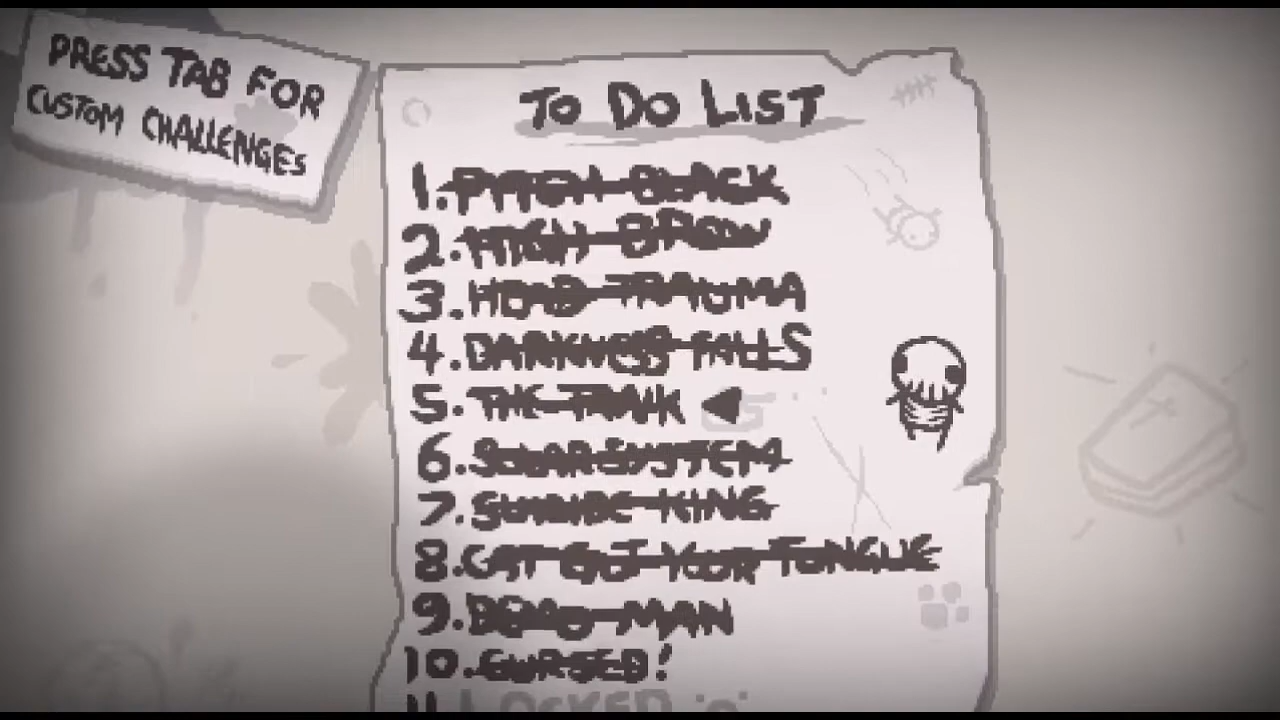 PRESS TAB FOR
CUSTOM CHALLENGES
TO DO LIST
1. PITCH BLACK
2. HIGH BROW
3. HEAD TRAUMA
4. DARKNESS FALLS
5. THE TANK
6. SOLAR SYSTEM
7. SUICIDE KING
8. CAT GOT YOUR TONGUE
9. DEMO MAN
10. CURSED!
11. LOCKED